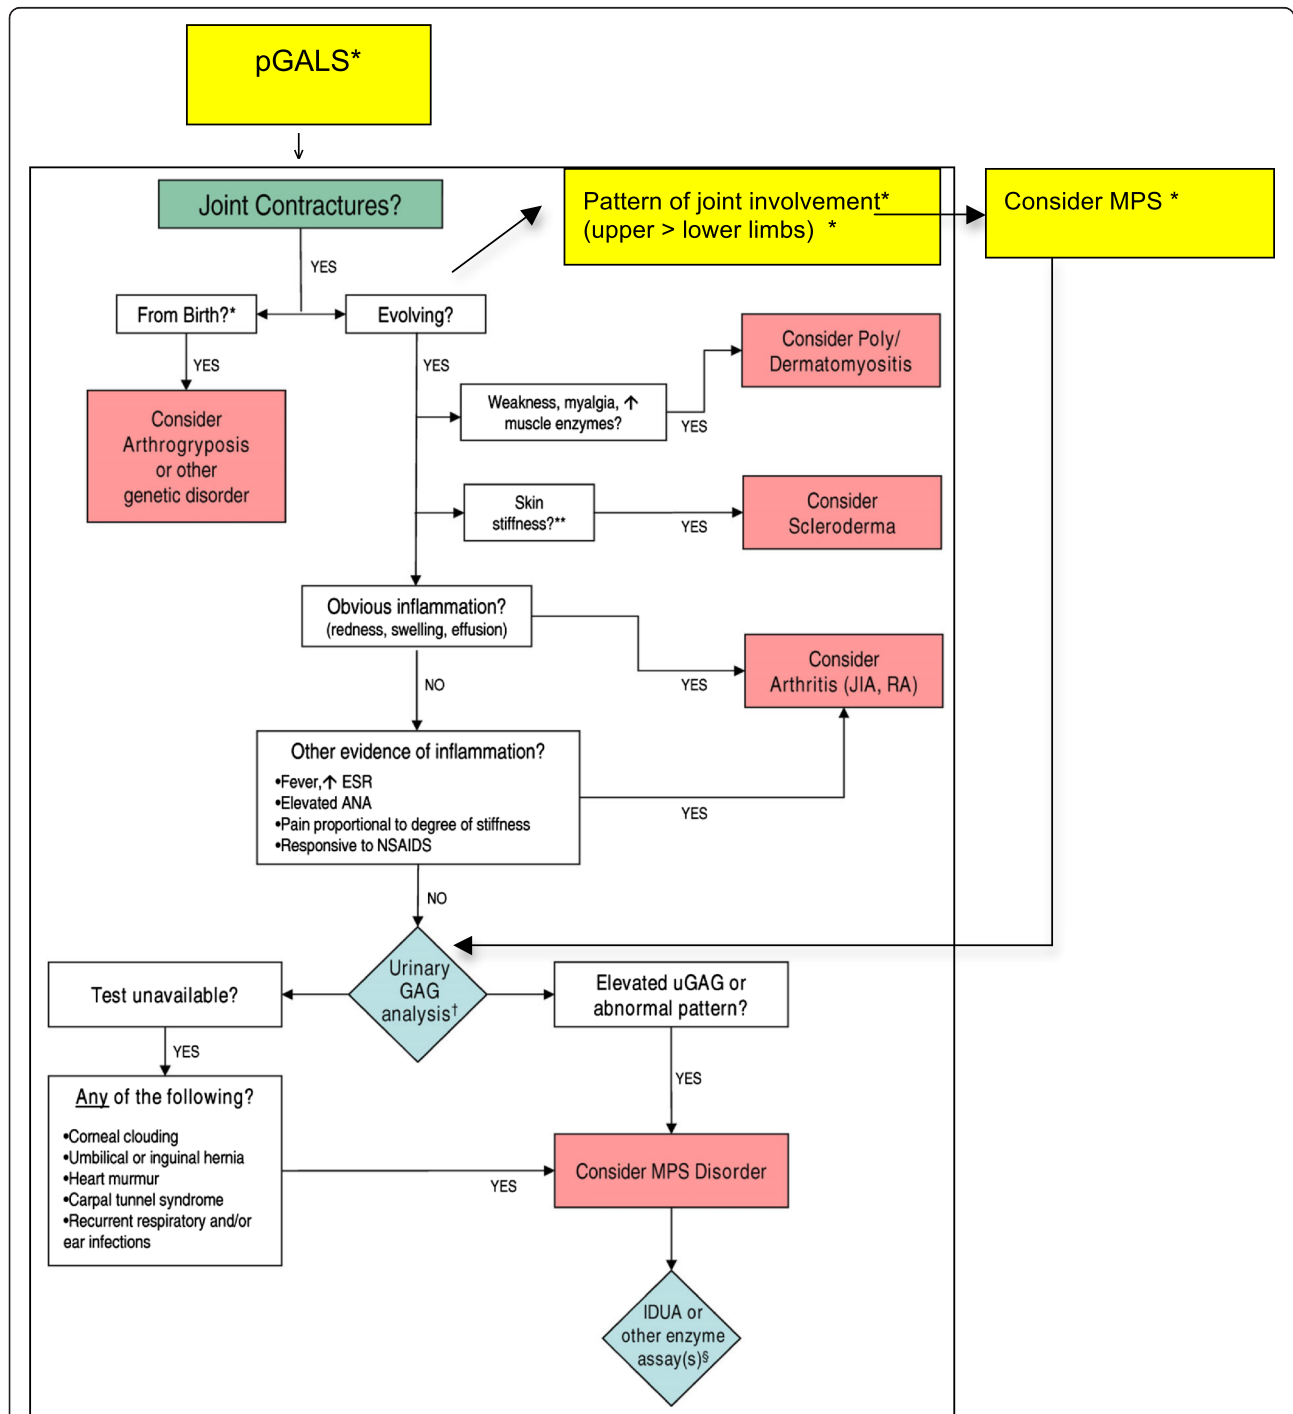 pGALS*
Joint Contractures?
Pattern of joint involvement*
(upper > lower limbs)  *
Consider MPS *
YES
From Birth?*
Evolving?
YES
YES
Consider
Arthrogryposis
or other
genetic disorder
Weakness, myalgia, ↑
muscle enzymes?
YES
Consider Poly/
Dermatomyositis
Skin
stiffness?**
YES
Consider
Scleroderma
Obvious inflammation?
(redness, swelling, effusion)
YES
Consider
Arthritis (JIA, RA)
NO
Other evidence of inflammation?
•Fever,↑ ESR
•Elevated ANA
•Pain proportional to degree of stiffness
•Responsive to NSAIDS
YES
NO
Urinary
GAG
analysis†
Test unavailable?
Elevated uGAG or
abnormal pattern?
YES
YES
Any of the following?
•Corneal clouding
•Umbilical or inguinal hernia
•Heart murmur
•Carpal tunnel syndrome
•Recurrent respiratory and/or
ear infections
YES
Consider MPS Disorder
IDUA or
other enzyme
assay(s)§